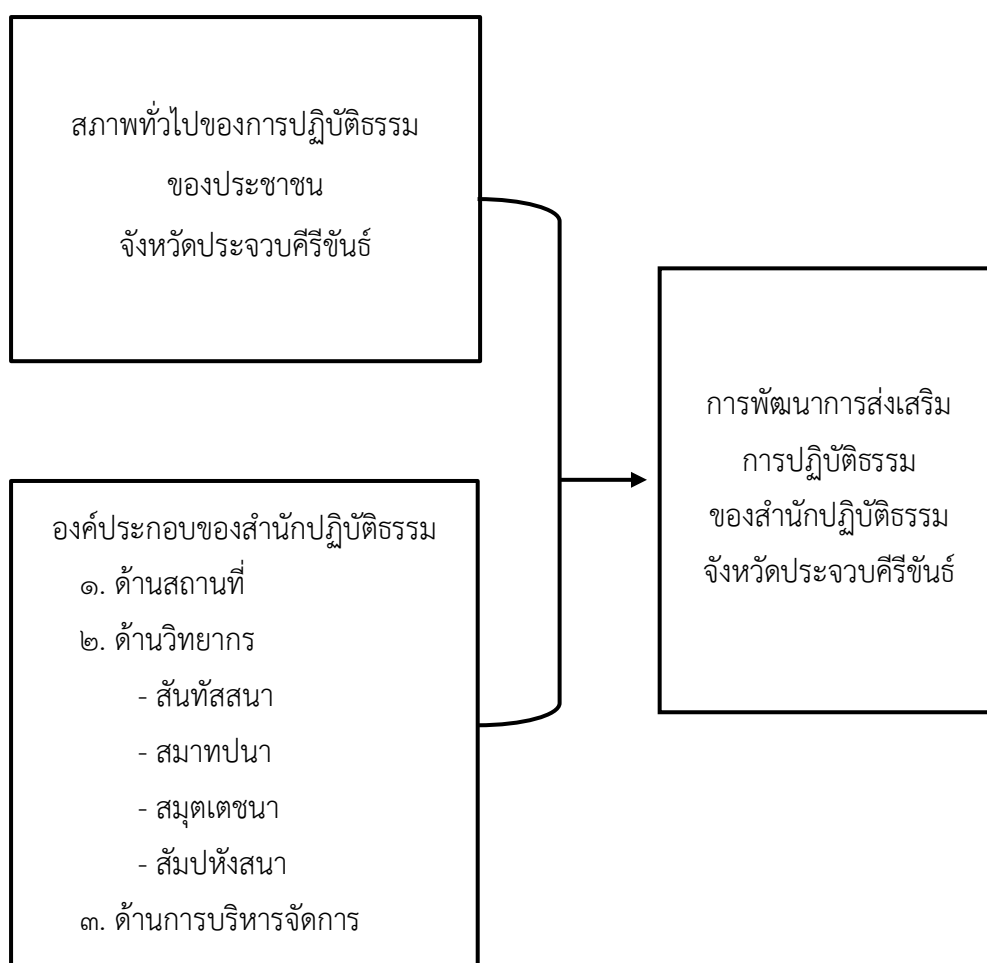 สภาพทั่วไปของการปฏิบัติธรรม
ของประชาชน
จังหวัดประจวบคีรีขันธ์
องค์ประกอบของสำนักปฏิบัติธรรม
๑. ด้านสถานที่
๒. ด้านวิทยากร
- สันทัสสนา
- สมาทปนา
- สมุตเตชนา
- สัมปหังสนา
๓. ด้านการบริหารจัดการ
การพัฒนาการส่งเสริม
การปฏิบัติธรรม
ของสำนักปฏิบัติธรรม
จังหวัดประจวบคีรีขันธ์